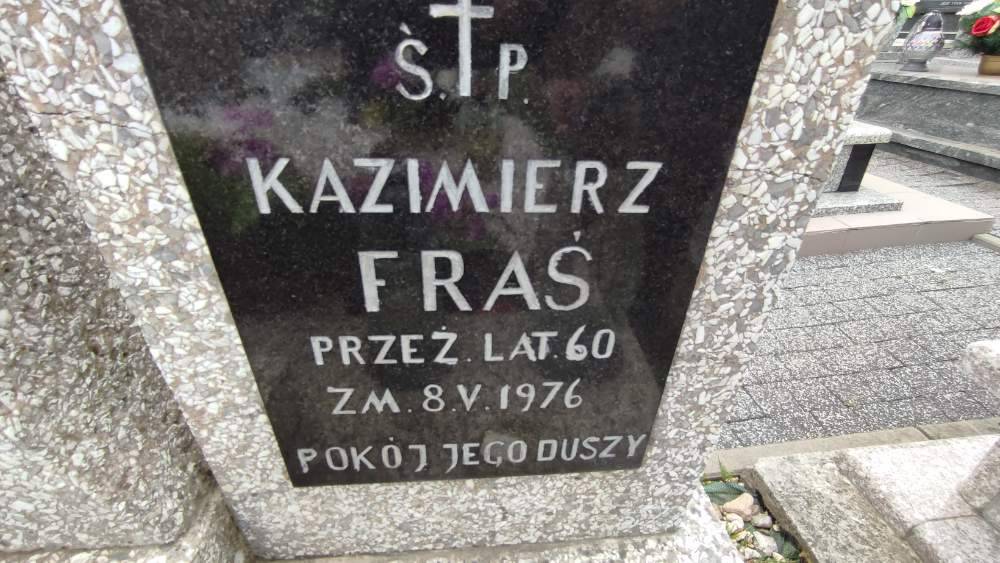 Ś. P.
KAZIMIERZ
FRAŚ
PRZEŻ. LAT. 60
ZM. 8.V.1976
POKÓJ JEGO DUSZY